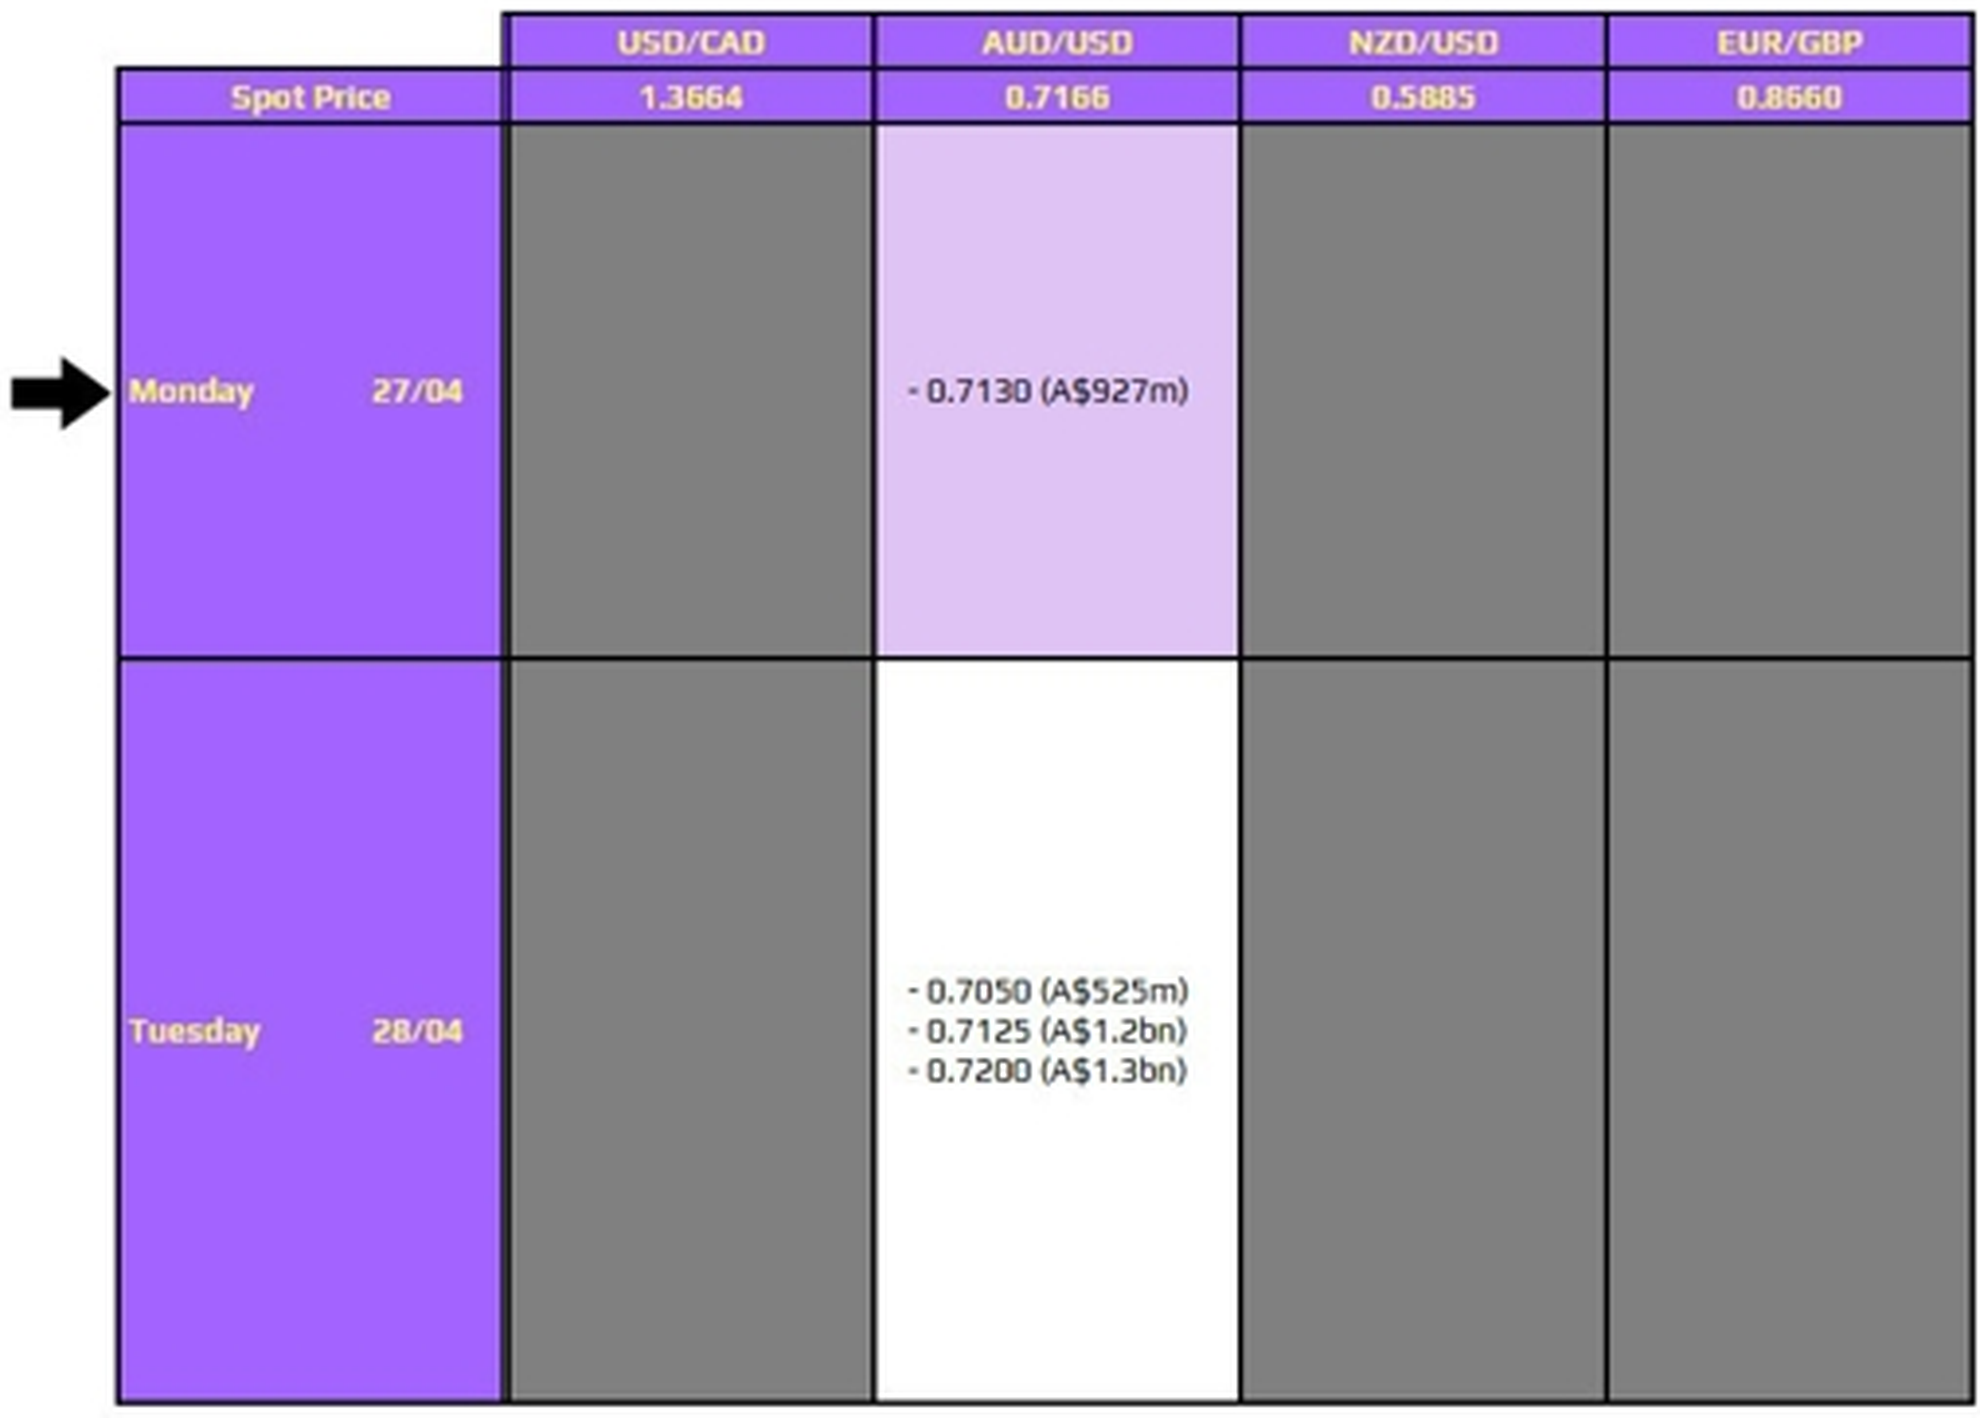 USD/CAD AUD/USD NZD/USD EUR/GBP
Spot Price 1.3664 0.7166 0.5885 0.8660
Monday 27/04 - 0.7130 (A$927m)
- 0.7050 (A$525m)
Tuesday 28/04 - 0.7125 (A$1.2bn)
- 0.7200 (A$1.3bn)